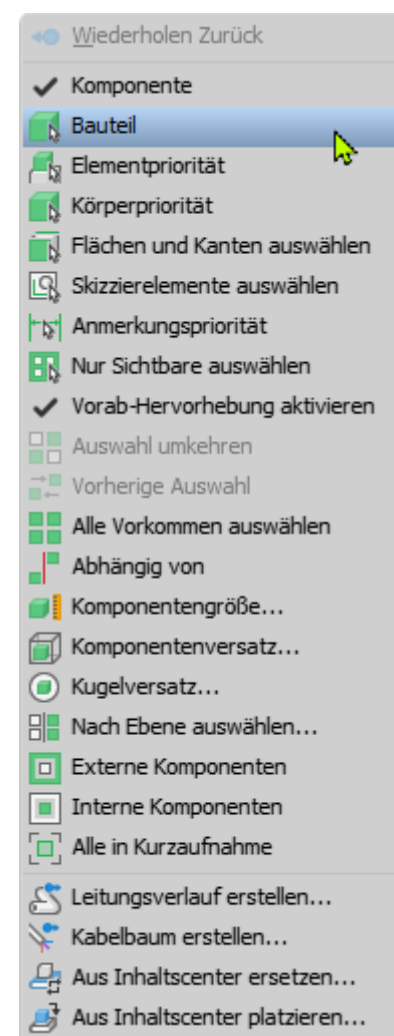 Wiederholen Zurück
Komponente
Bauteil
Elementpriorität
Körperpriorität
Flächen und Kanten auswählen
Skizzierelemente auswählen
Anmerkungspriorität
Nur Sichtbare auswählen
Vorab-Hervorhebung aktivieren
Auswahl umkehren
Vorherige Auswahl
Alle Vorkommen auswählen
Abhängig von
Komponentengröße...
Komponentenversatz...
Kugelversatz...
Nach Ebene auswählen...
Externe Komponenten
Interne Komponenten
Alle in Kurzaufnahme
Leitungsverlauf erstellen...
Kabelbaum erstellen...
Aus Inhaltscenter ersetzen...
Aus Inhaltscenter platzieren...